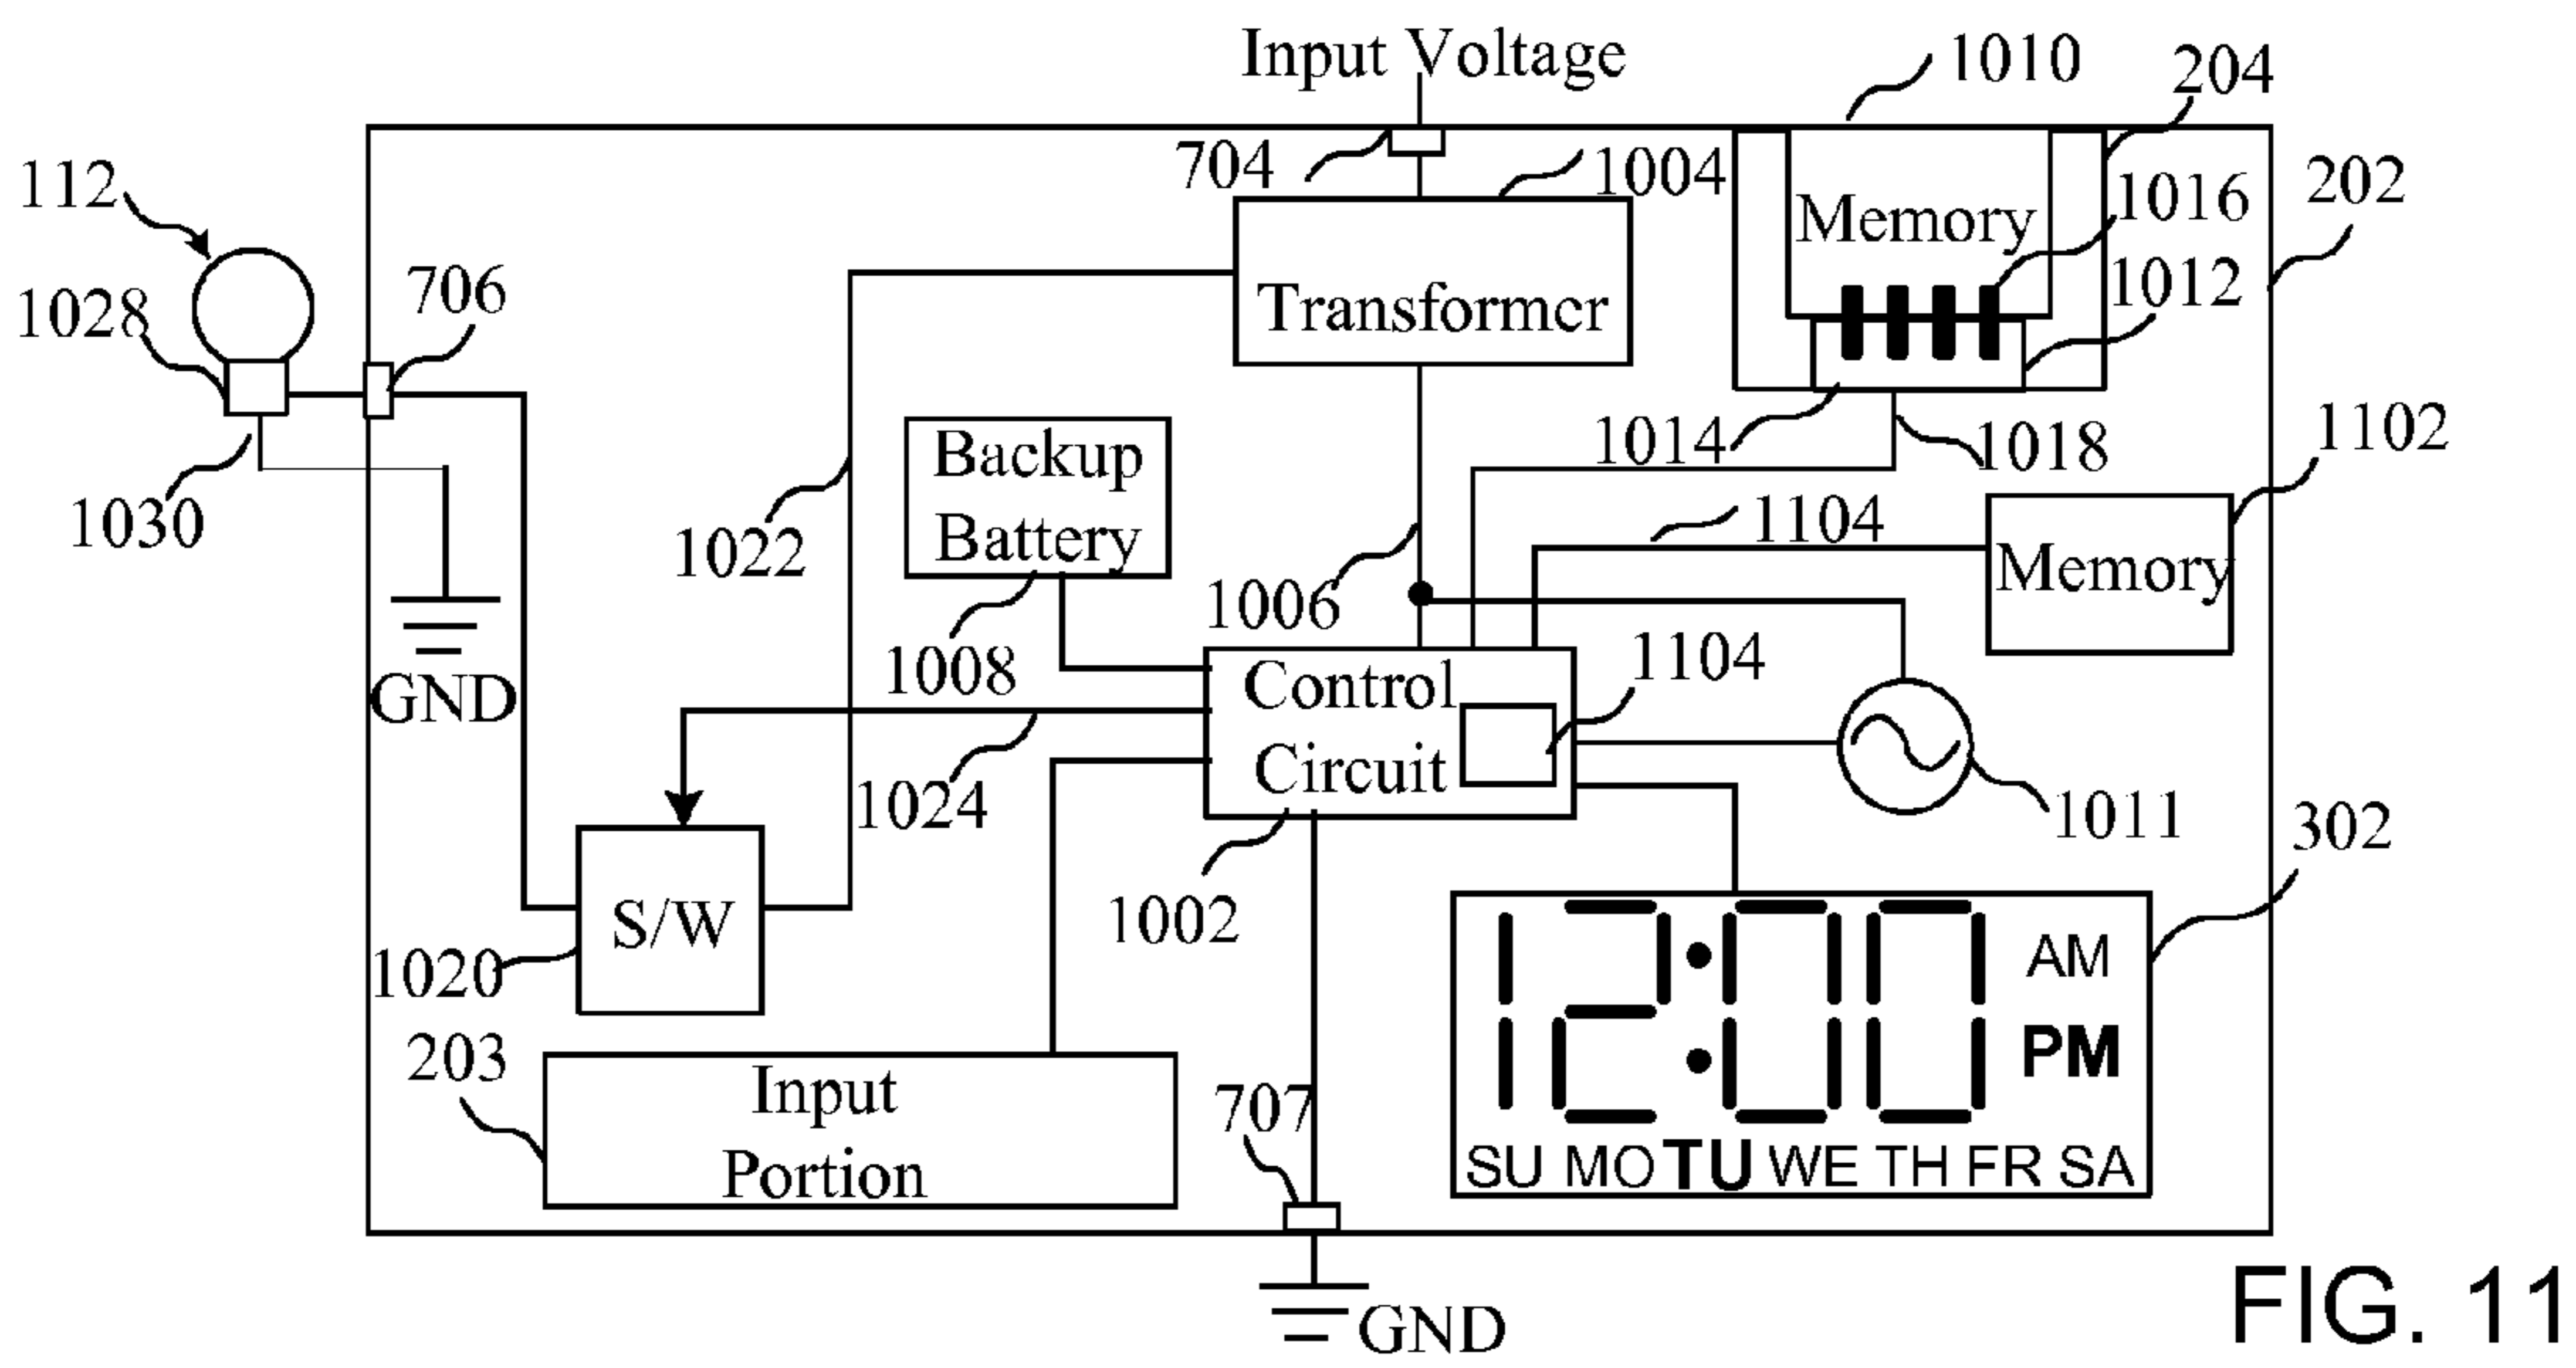 Input Voltage
1010
204
704
1004
112
Memory
1016
202
706
1028
Transformer
1012
Backup
Battery
1014
1018
1102
1030
1022
1104
Memory
1006
1008
GND
Control
Circuit
1104
1024
1011
302
1002
S/W
1020
12:00
AM
PM
203
Input
Portion
707
SU MO TU WE TH FR SA
GND
FIG. 11